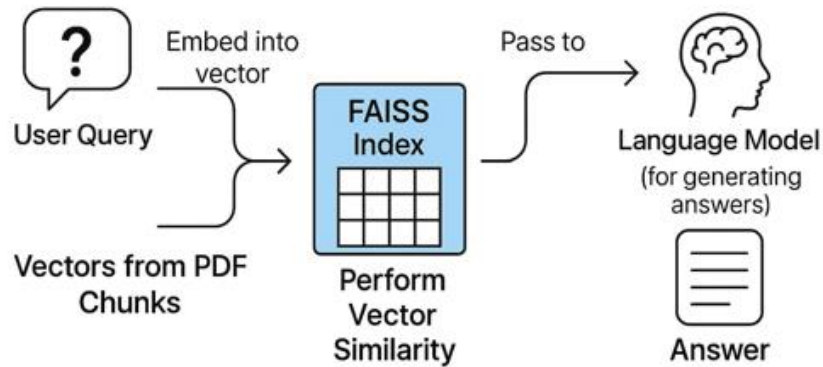 ?
User Query
Embed into
vector
Vectors from PDF
Chunks
FAISS
Index
Perform
Vector
Similarity
Pass to
Language Model
(for generating
answers)
Answer